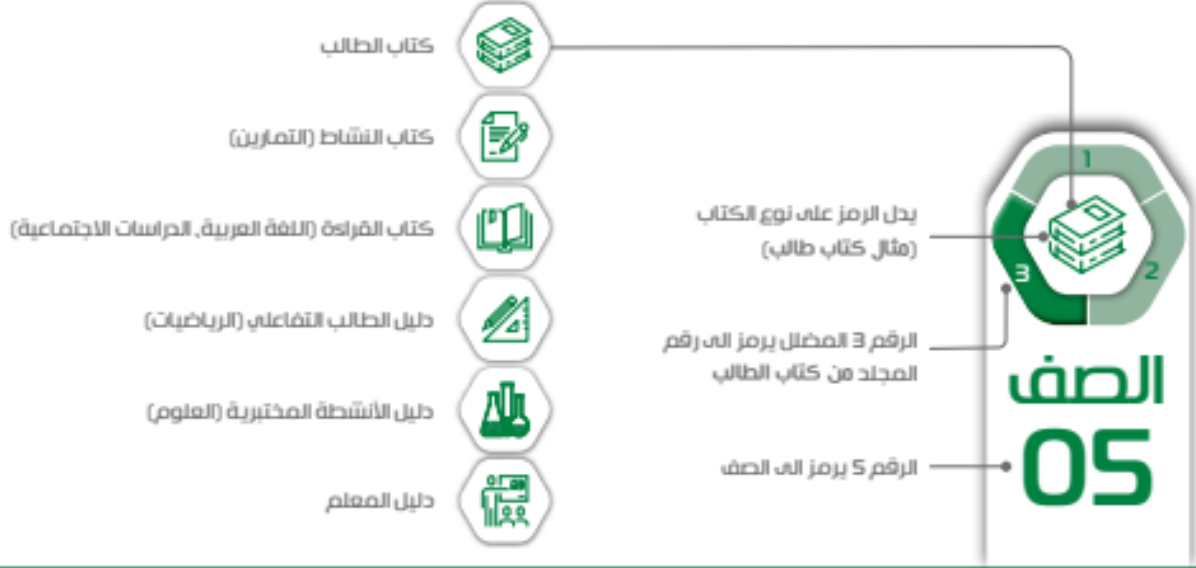 1
2
3
الصف
05
يدل الرمز على نوع الكتاب
(مثال كتاب طالب)
الرقم 3 المضلل يرمز الى رقم
المجلد من كتاب الطالب
الرقم 5 يرمز الى الصف
كتاب الطالب
كتاب النشاط (التمارين)
كتاب القراءة (اللغة العربية, الدراسات الاجتماعية)
دليل الطالب التفاعلي (الرياضيات)
دليل الأنشطة المختبرية (العلوم)
دليل المعلم